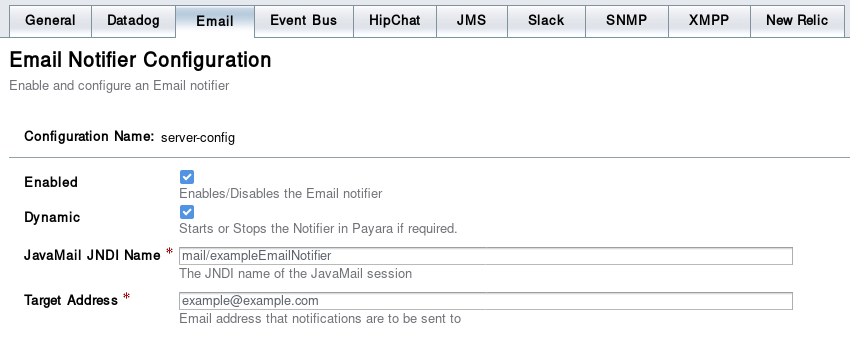 General Datadog Email Event Bus HipChat JMS Slack SNMP XMPP New Relic
Email Notifier Configuration
Enable and configure an Email notifier
Configuration Name: server-config
Enabled
Enables/Disables the Email notifier
Dynamic
Starts or Stops the Notifier in Payara if required.
JavaMail JNDI Name * mail/exampleEmailNotifier
The JNDI name of the JavaMail session
Target Address * example@example.com
Email address that notifications are to be sent to